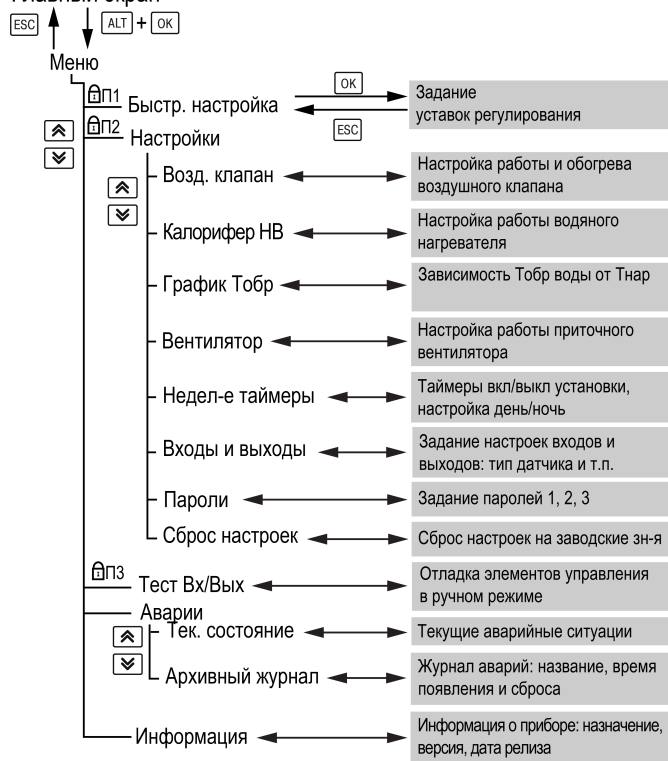 Главный экран
ESC ALT + OK
Меню
П1 Быстр. настройка OK ESC Задание
уставок регулирования
П2 Настройки
Возд. клапан Настройка работы и обогрева
воздушного клапана
Калорифер НВ Настройка работы водяного
нагревателя
График Тобр Зависимость Тобр воды от Тнар
Вентилятор Настройка работы приточного
вентилятора
Недел-е таймеры Таймеры вкл/выкл установки,
настройка день/ночь
Входы и выходы Задание настроек входов и
выходов: тип датчика и т.п.
Пароли Задание паролей 1, 2, 3
Сброс настроек Сброс настроек на заводские зн-я
П3 Тест Вх/Вых Отладка элементов управления
в ручном режиме
Аварии
Тек. состояние Текущие аварийные ситуации
Архивный журнал Журнал аварий: название, время
появления и сброса
Информация Информация о приборе: назначение,
версия, дата релиза